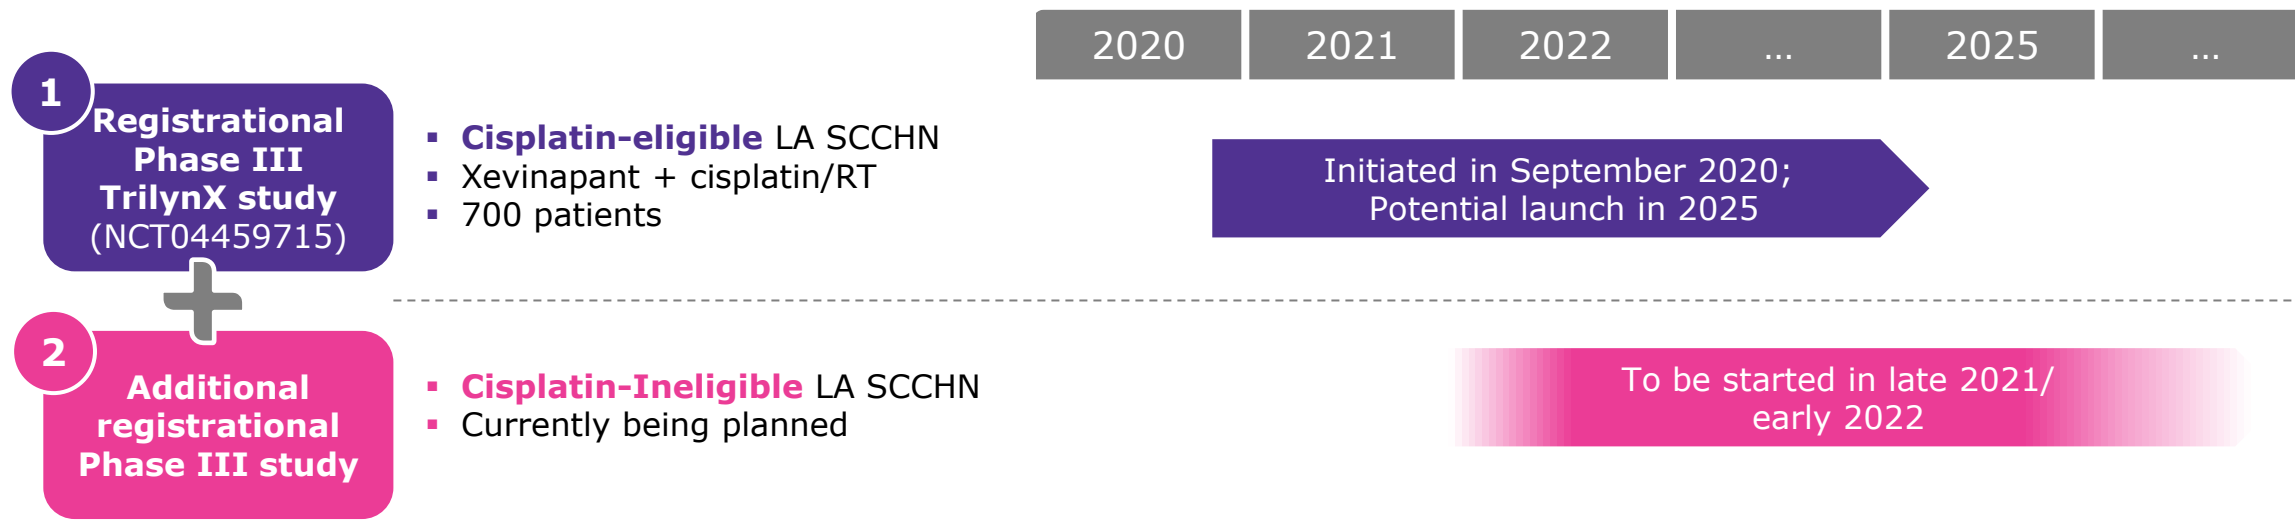 2020
2021
2022
...
2025
...
1
Registrational
Phase III
TrilynX study
(NCT04459715)
▪ Cisplatin-eligible LA SCCHN
▪ Xevinapant + cisplatin/RT
▪ 700 patients
Initiated in September 2020;
Potential launch in 2025
2
Additional
registrational
Phase III study
▪ Cisplatin-Ineligible LA SCCHN
▪ Currently being planned
To be started in late 2021/
early 2022